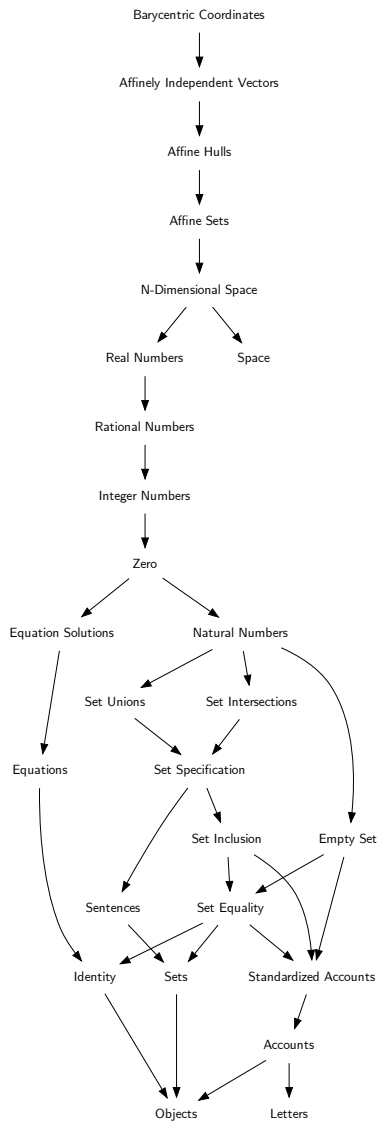 Barycentric Coordinates
Affinely Independent Vectors
Affine Hulls
Affine Sets
N-Dimensional Space
Real Numbers
Space
Rational Numbers
Integer Numbers
Zero
Equation Solutions
Natural Numbers
Set Unions
Set Intersections
Equations
Set Specification
Set Inclusion
Empty Set
Sentences
Set Equality
Identity
Sets
Standardized Accounts
Accounts
Objects
Letters